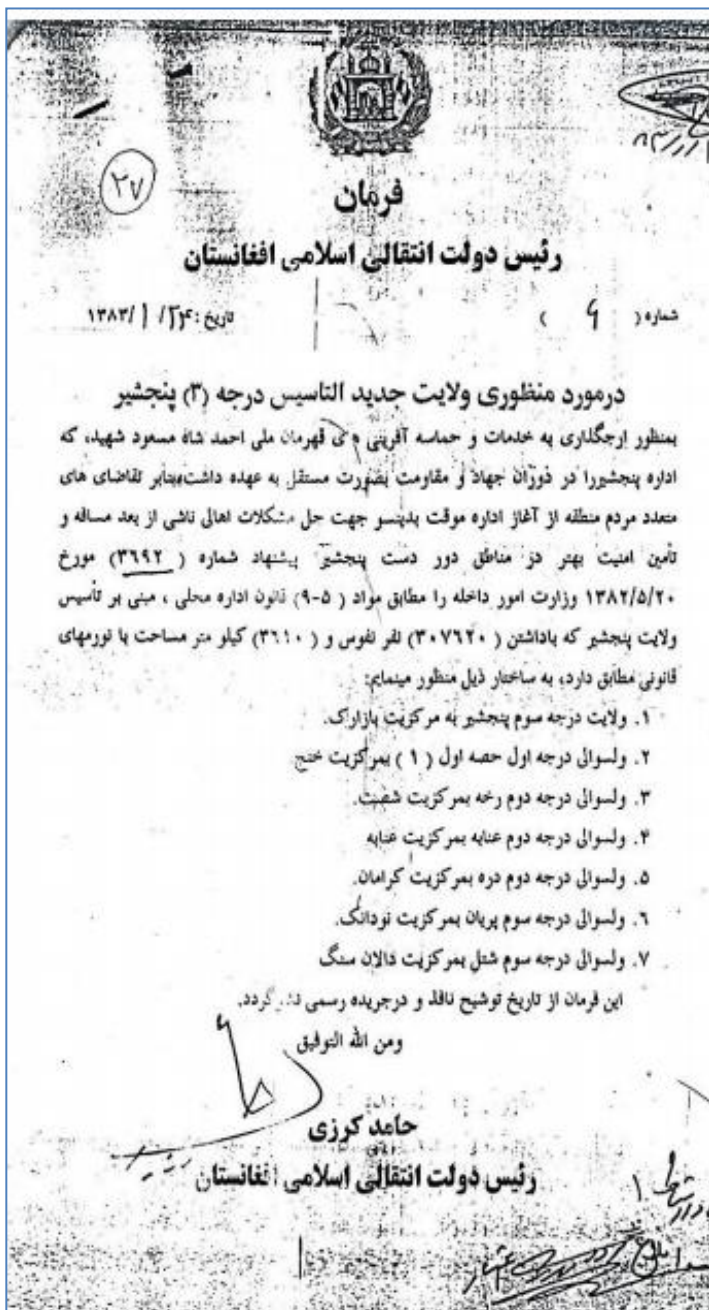 ۲۷
فرمان
رئیس دولت انتقالی اسلامی افغانستان
شماره ( ۶ ) تاریخ: ۲۴/ ۱ /۱۳۸۳
درمورد منظوری ولایت جدید التاسیس درجه (۳) پنجشیر
بمنظور ارجگذاری به خدمات و حماسه آفرینی های قهرمان ملی احمد شاه مسعود شهید، که
اداره پنجشیررا در دوران جهاد و مقاومت بصورت مستقل به عهده داشت،بنابر تقاضای های
متعدد مردم منطقه از آغاز اداره موقت بدینسو جهت حل مشکلات اهالی ناشی از بعد مسافه و
تأمین امنیت بهتر در مناطق دور دست پنجشیر پیشنهاد شماره ( ۳۶۹۲) مورخ
۱۳۸۲/۵/۲۰ وزارت امور داخله را مطابق مواد ( ۵-۹) قانون اداره محلی ، مبنی بر تأسیس
ولایت پنجشیر که باداشتن ( ۳۰۷۶۲۰) نفر نفوس و ( ۳۶۱۰) کیلو متر مساحت با نورمهای
قانونی مطابق دارد، به ساختار ذیل منظور مینمایم:
۱. ولایت درجه سوم پنجشیر به مرکزیت بازارک.
۲. ولسوالی درجه اول حصه اول ( ۱ ) بمرکزیت خنج
۳. ولسوالی درجه دوم رخه بمرکزیت شصت.
۴. ولسوالی درجه دوم عنابه بمرکزیت عنابه
۵. ولسوالی درجه دوم دره بمرکزیت کرامان.
۶. ولسوالی درجه سوم پریان بمرکزیت نودانک.
۷. ولسوالی درجه سوم شتل بمرکزیت دالان سنگ
این فرمان از تاریخ توشیح نافذ و درجریده رسمی نشر گردد.
ومن الله التوفیق
حامد کرزی
رئیس دولت انتقالی اسلامی افغانستان